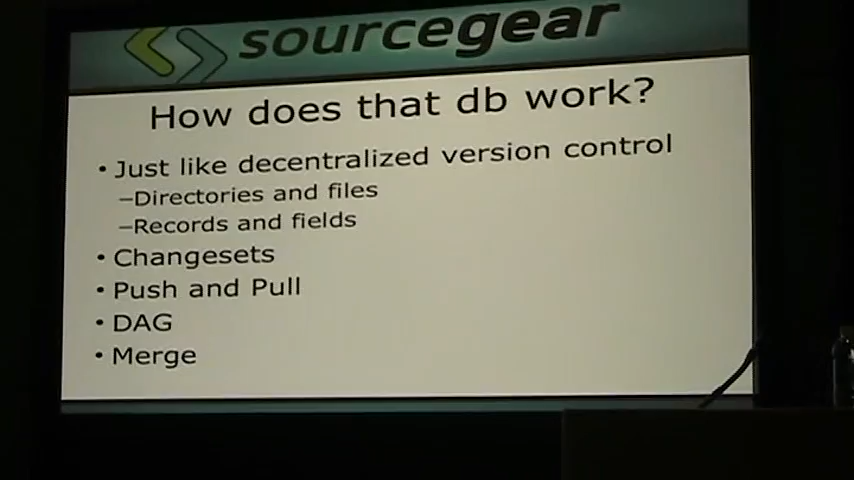 sourcegear
How does that db work?
• Just like decentralized version control
–Directories and files
–Records and fields
• Changesets
• Push and Pull
• DAG
• Merge